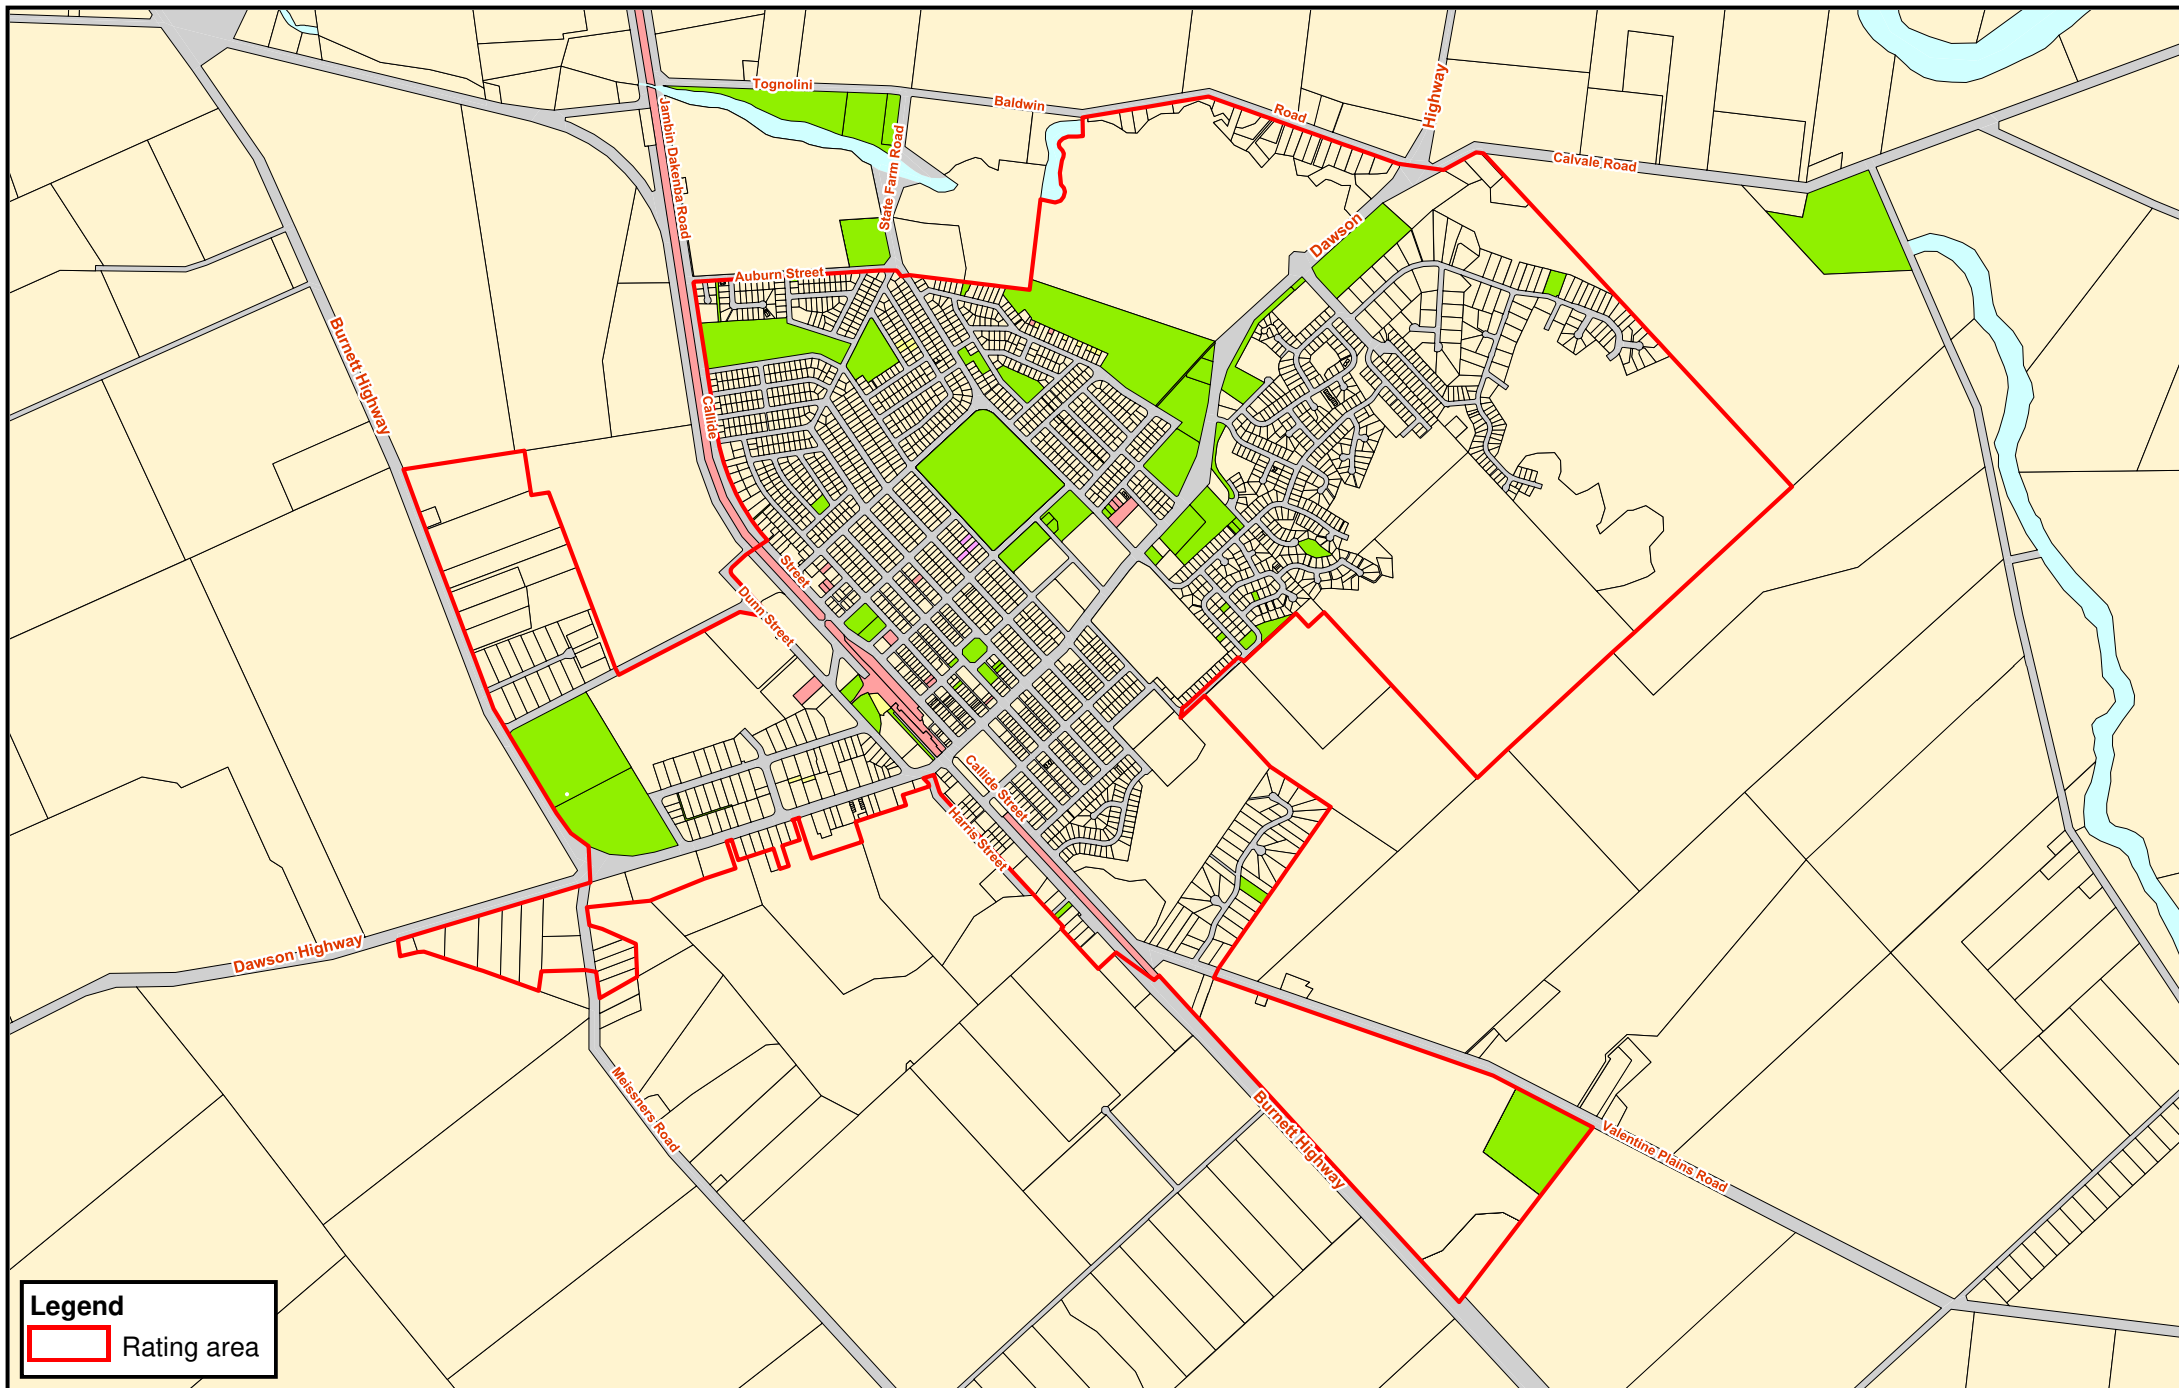 Tognolini
Baldwin
Road
Highway
Calvale Road
Jambin Dakenba Road
State Farm Road
Dawson
Auburn Street
Burnett Highway
Callide
Street
Dunn Street
Callide Street
Harris Street
Dawson Highway
Meissners Road
Burnett Highway
Valentine Plains Road
Legend
Rating area